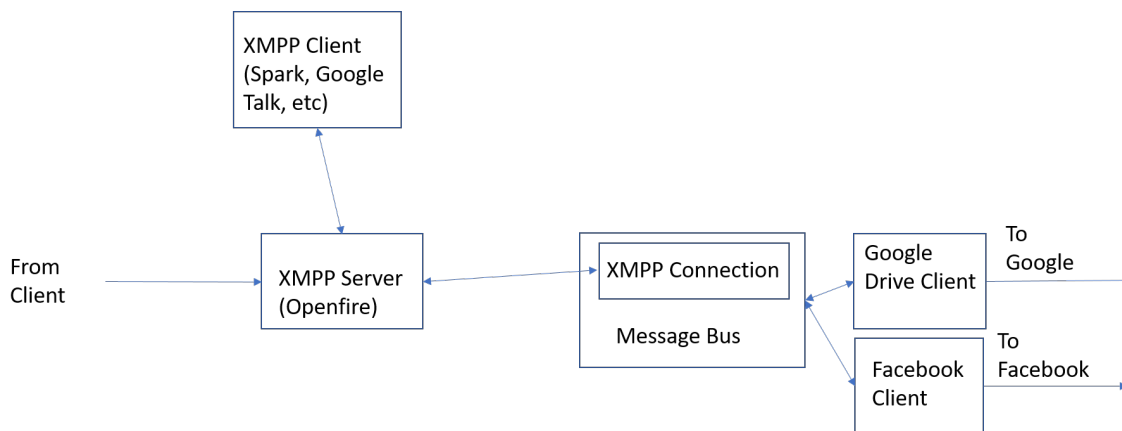 XMPP Client
(Spark, Google
Talk, etc)
From
Client
XMPP Server
(Openfire)
XMPP Connection
Message Bus
Google
Drive Client
To
Google
Facebook
Client
To
Facebook